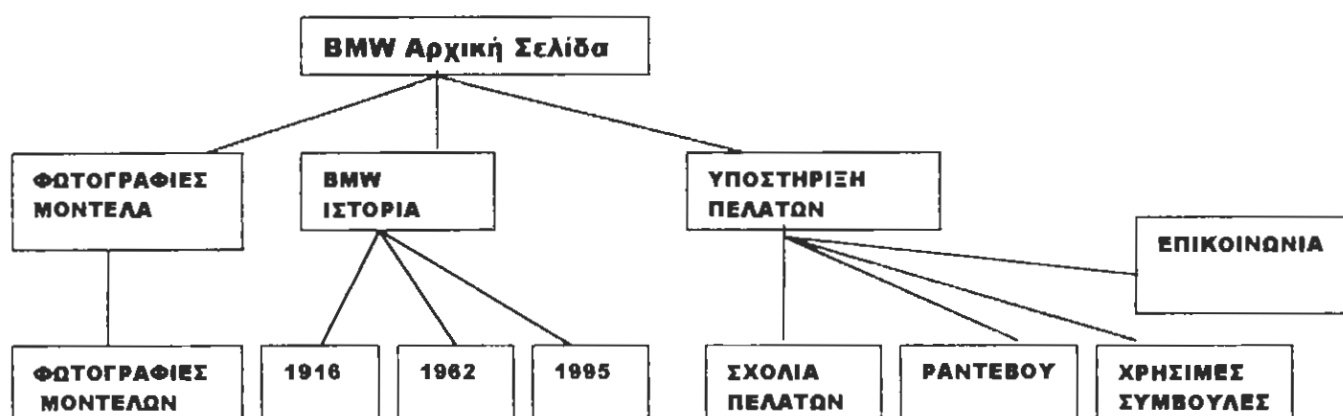 BMW Αρχική Σελίδα
ΦΩΤΟΓΡΑΦΙΕΣ
ΜΟΝΤΕΛΑ
BMW
ΙΣΤΟΡΙΑ
ΥΠΟΣΤΗΡΙΞΗ
ΠΕΛΑΤΩΝ
ΕΠΙΚΟΙΝΩΝΙΑ
ΦΩΤΟΓΡΑΦΙΕΣ
ΜΟΝΤΕΛΩΝ
1916
1962
1995
ΣΧΟΛΙΑ
ΠΕΛΑΤΩΝ
ΡΑΝΤΕΒΟΥ
ΧΡΗΣΙΜΕΣ
ΣΥΜΒΟΥΛΕΣ